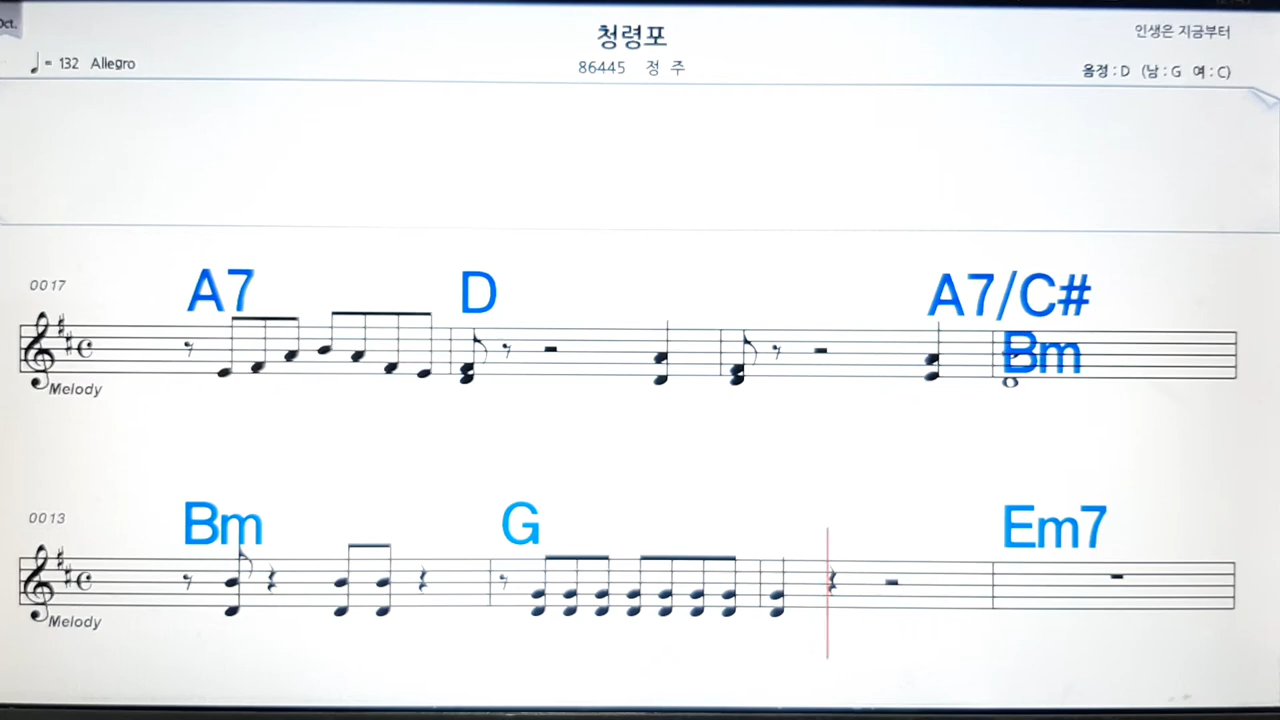 Oct.
청령포
인생은 지금부터
♩= 132 Allegro
86445 정 주
음정 : D (남 : G 여 : C)
0017
A7 D A7/C#
Bm
Melody
0013
Bm G Em7
Melody